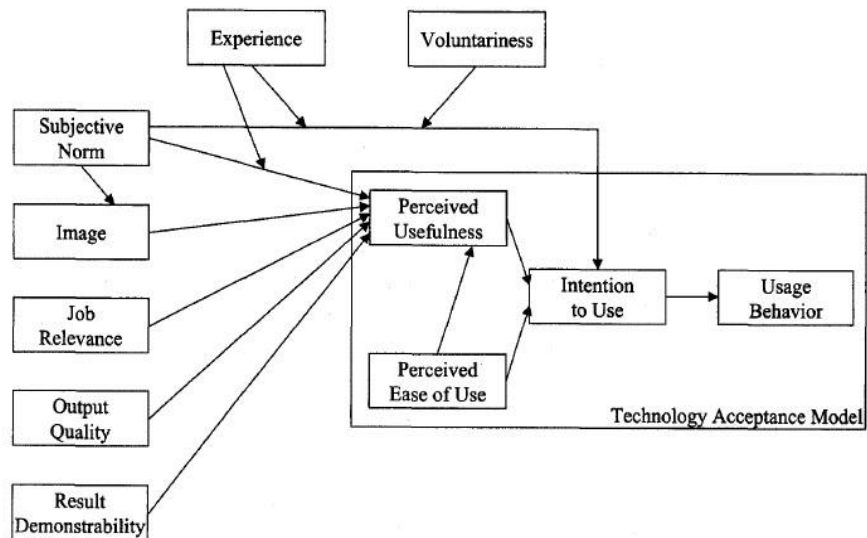 Experience
Voluntariness
Subjective
Norm
Image
Job
Relevance
Output
Quality
Result
Demonstrability
Perceived
Usefulness
Perceived
Ease of Use
Intention
to Use
Usage
Behavior
Technology Acceptance Model